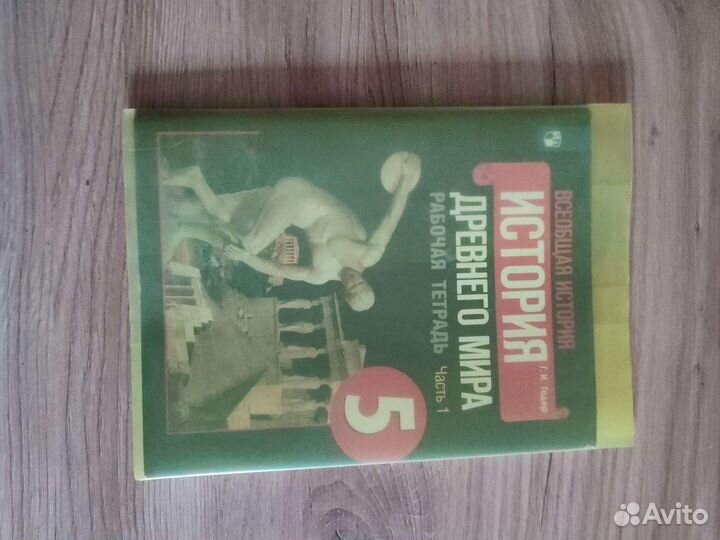 ВСЕОБЩАЯ ИСТОРИЯ
Г. И. Годер
ИСТОРИЯ
ДРЕВНЕГО МИРА
РАБОЧАЯ ТЕТРАДЬ Часть 1
5
Avito